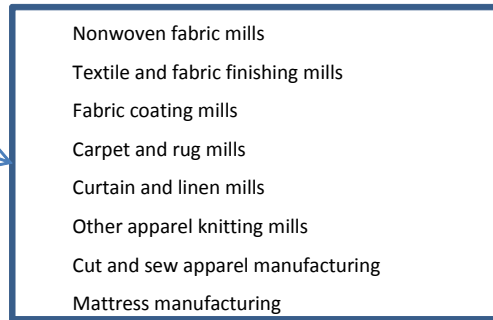 Nonwoven fabric mills
Textile and fabric finishing mills
Fabric coating mills
Carpet and rug mills
Curtain and linen mills
Other apparel knitting mills
Cut and sew apparel manufacturing
Mattress manufacturing